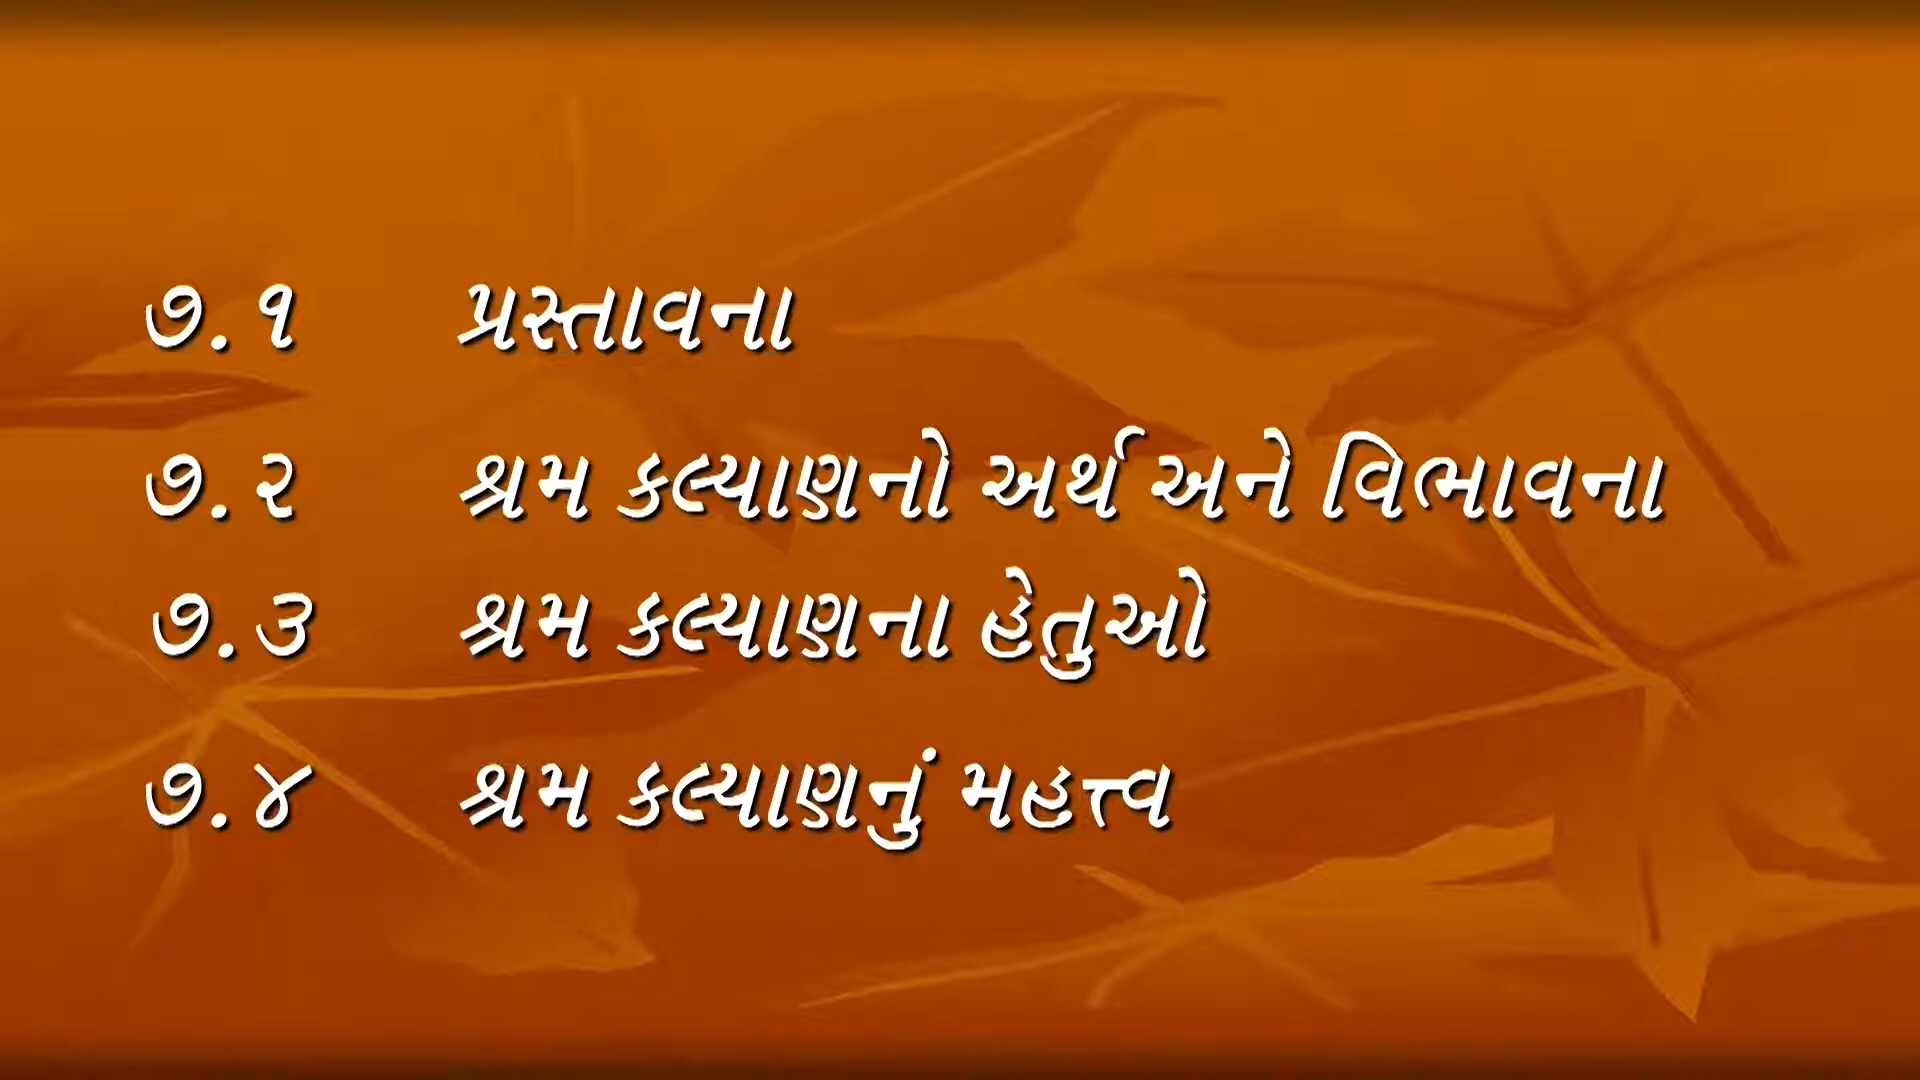 ૭.૧ પ્રસ્તાવના
૭.૨ શ્રમ કલ્યાણનો અર્થ અને વિભાવના
૭.૩ શ્રમ કલ્યાણના હેતુઓ
૭.૪ શ્રમ કલ્યાણનું મહત્ત્વ